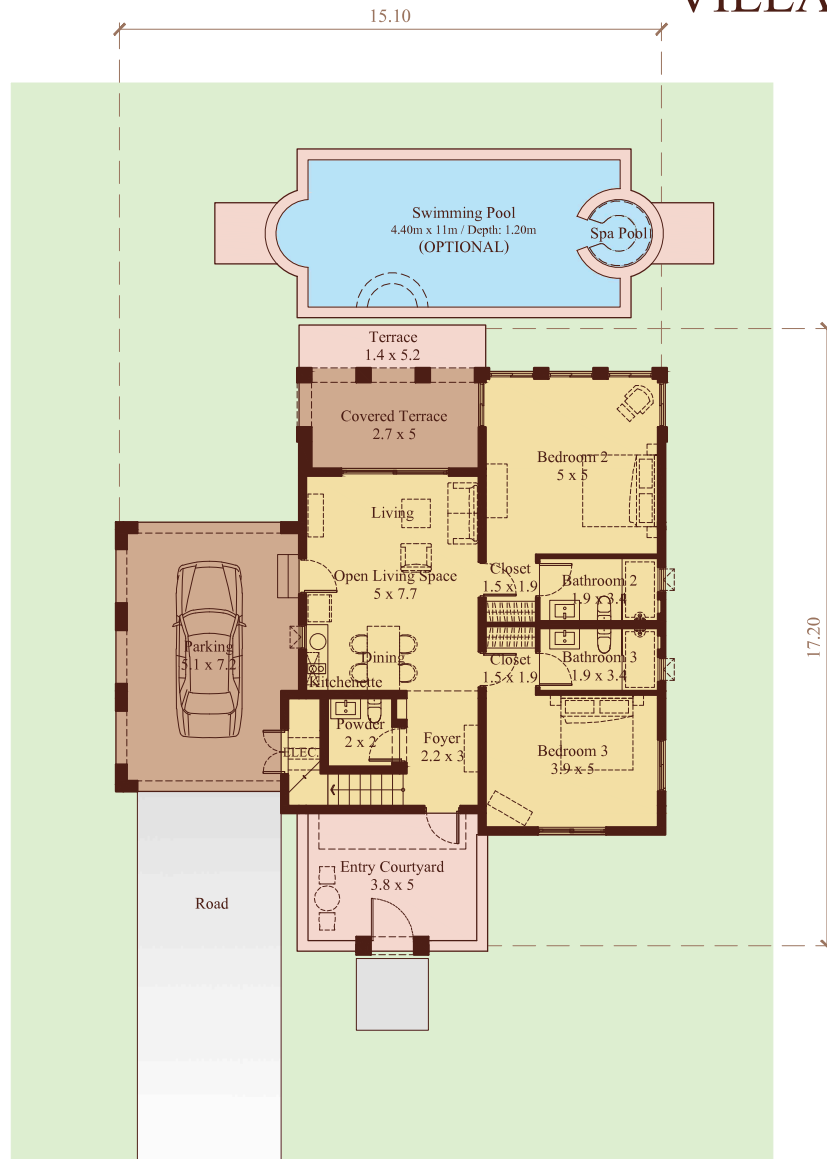 VILLA
15.10
Swimming Pool
4.40m x 11m / Depth: 1.20m
(OPTIONAL)
Spa Pool
Terrace
1.4 x 5.2
Covered Terrace
2.7 x 5
Bedroom 2
5 x 5
Living
Closet
1.5 x 1.9
Open Living Space
5 x 7.7
Bathroom 2
1.9 x 3.4
17.20
Parking
5.1 x 7.2
Dining
Closet
1.5 x 1.9
Bathroom 3
1.9 x 3.4
Kitchenette
Powder
2 x 2
Foyer
2.2 x 3
ELEC.
Bedroom 3
3.9 x 5
Entry Courtyard
3.8 x 5
Road